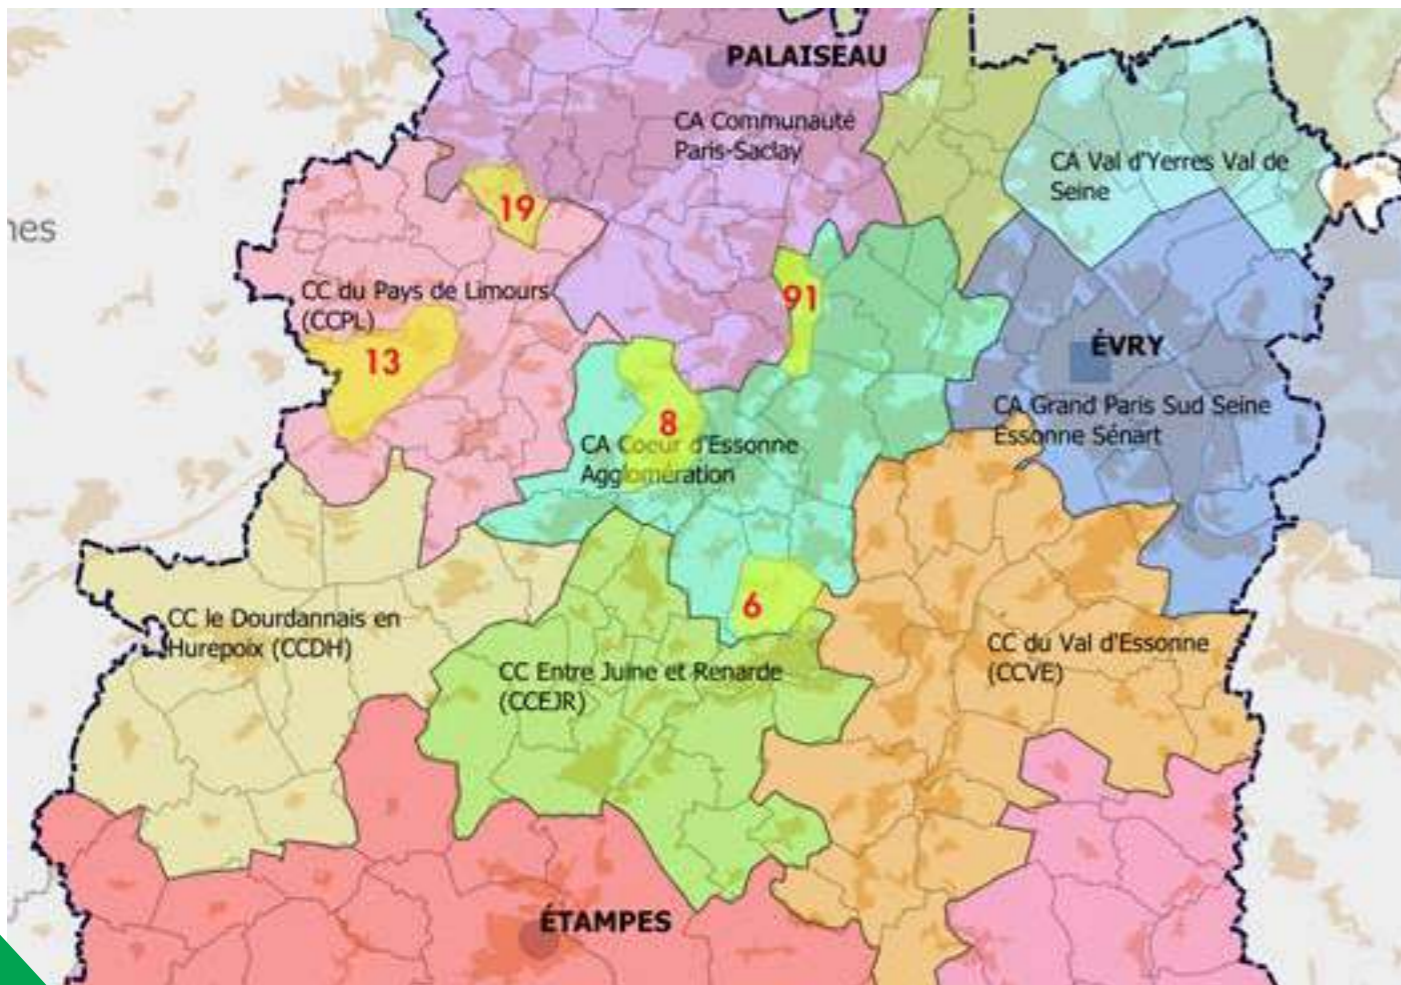 PALAISEAU
CA Communauté
Paris-Saclay
CA Val d'Yerres Val de
Seine
19
nes
CC du Pays de Limours
(CCPL)
91
13
ÉVRY
CA Grand Paris Sud Seine
Essonne Sénart
8
CA Coeur d'Essonne
Agglomération
6
CC le Dourdannais en
Hurepoix (CCDH)
CC du Val d'Essonne
(CCVE)
CC Entre Juine et Renarde
(CCEJR)
ÉTAMPES